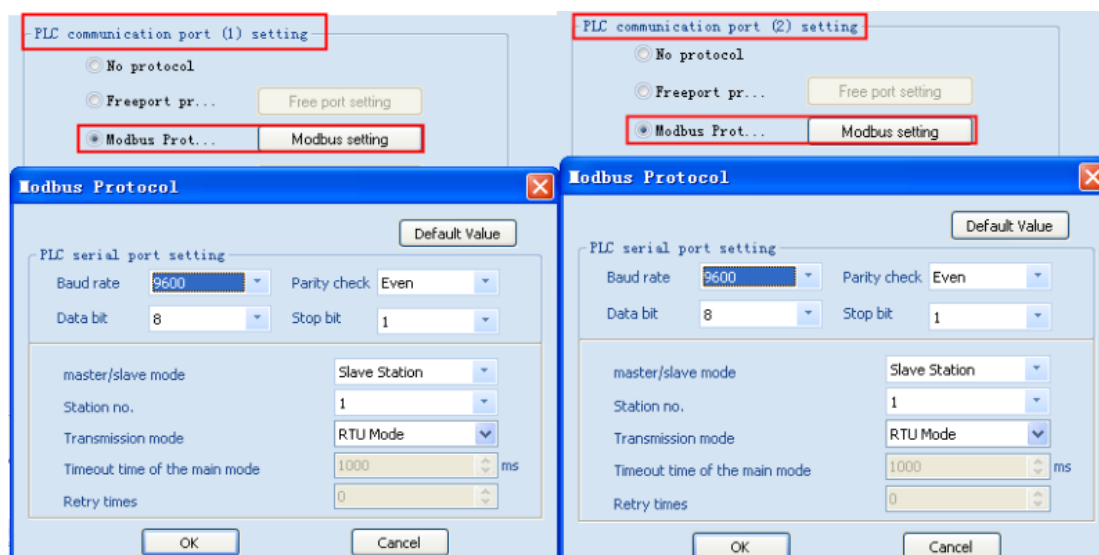 PLC communication port (1) setting
No protocol
Freeport pr...
Free port setting
Modbus Prot...
Modbus setting
Modbus Protocol
Default Value
PLC serial port setting
Baud rate 9600 Parity check Even
Data bit 8 Stop bit 1
master/slave mode Slave Station
Station no. 1
Transmission mode RTU Mode
Timeout time of the main mode 1000 ms
Retry times 0
OK Cancel
PLC communication port (2) setting
No protocol
Freeport pr...
Free port setting
Modbus Prot...
Modbus setting
Modbus Protocol
Default Value
PLC serial port setting
Baud rate 9600 Parity check Even
Data bit 8 Stop bit 1
master/slave mode Slave Station
Station no. 1
Transmission mode RTU Mode
Timeout time of the main mode 1000 ms
Retry times 0
OK Cancel